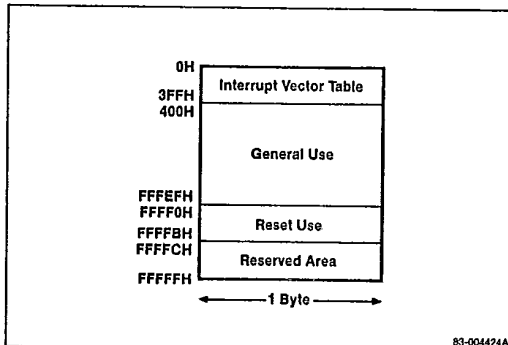 0H
Interrupt Vector Table
3FFH
400H
General Use
FFFEFH
FFFF0H
Reset Use
FFFFBH
FFFFCH
Reserved Area
FFFFFH
1 Byte
83-004424A